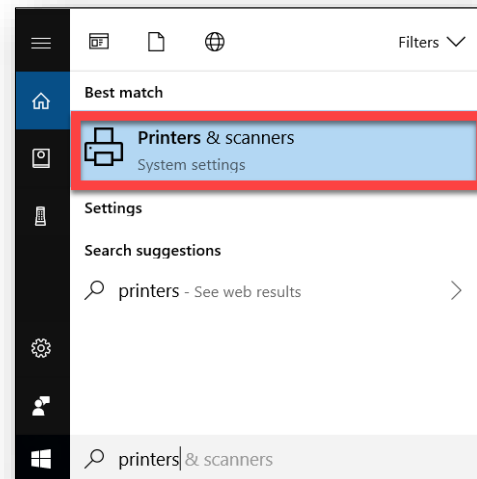 Filters
Best match
Printers & scanners
System settings
Settings
Search suggestions
printers - See web results
printers & scanners